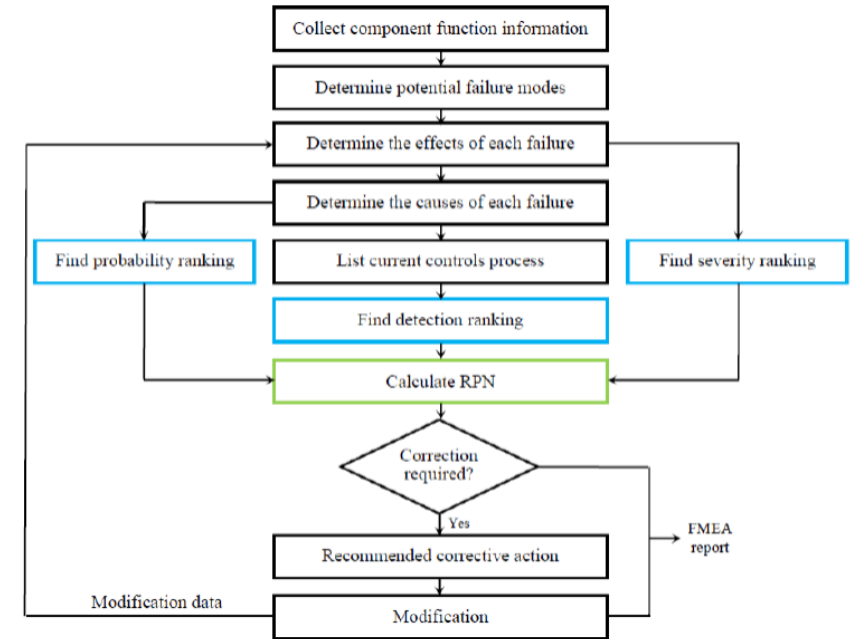 Collect component function information
Determine potential failure modes
Determine the effects of each failure
Determine the causes of each failure
Find probability ranking
List current controls process
Find severity ranking
Find detection ranking
Calculate RPN
Correction
required?
Yes
FMEA
report
Recommended corrective action
Modification data
Modification